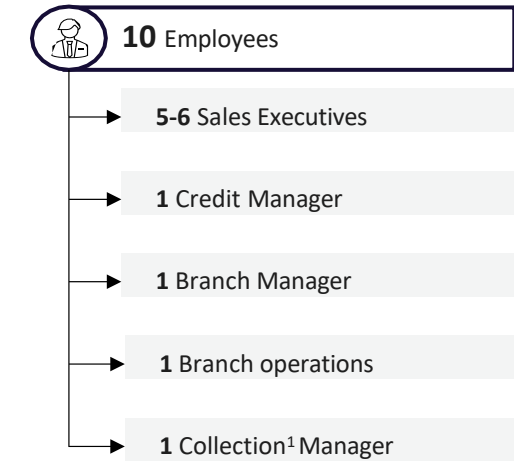 10 Employees
5-6 Sales Executives
1 Credit Manager
1 Branch Manager
1 Branch operations
1 Collection¹ Manager